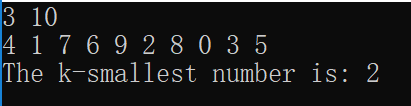 3 10
4 1 7 6 9 2 8 0 3 5
The k-smallest number is: 2